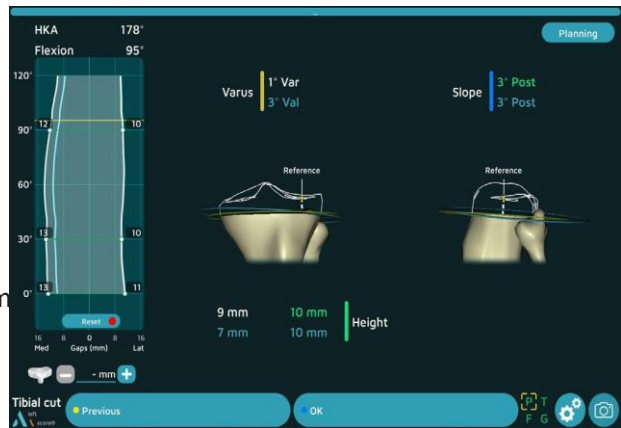 HKA 178°
Flexion 95°
Planning
120°
90°
60°
30°
0°
12 10
13 10
13 11
Reset
16 8 0 8 16
Med Gaps (mm) Lat
- mm
Varus 1° Var
3° Val
Slope 3° Post
3° Post
Reference
Reference
9 mm 10 mm
7 mm 10 mm
Height
m
Tibial cut
left
Previous
OK
P T
F G